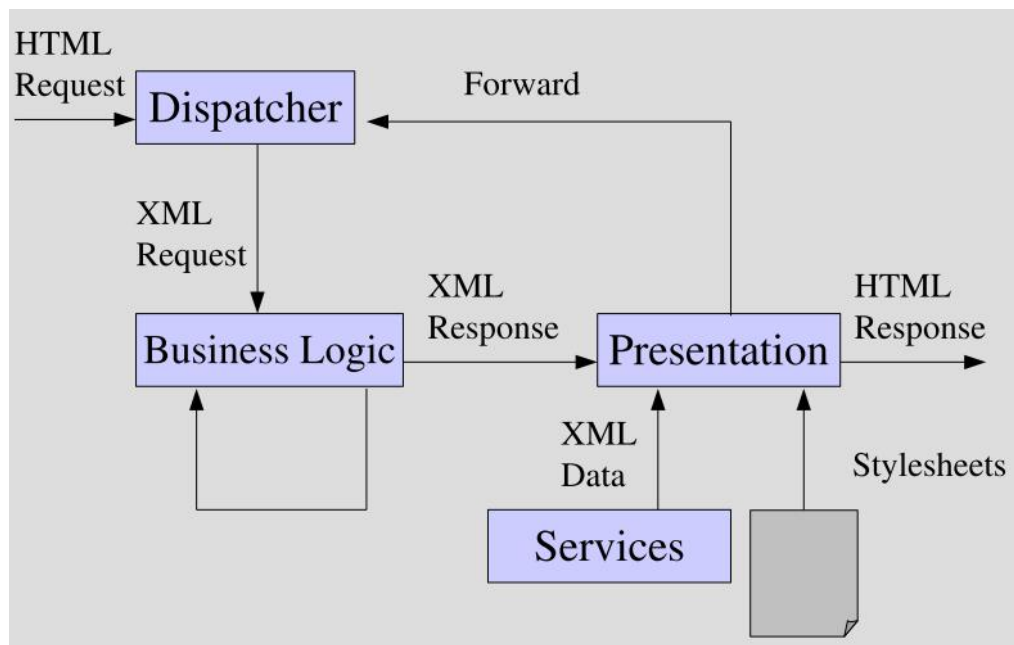 HTML
Request
Dispatcher
Forward
XML
Request
XML
Response
HTML
Response
Business Logic
Presentation
XML
Data
Stylesheets
Services